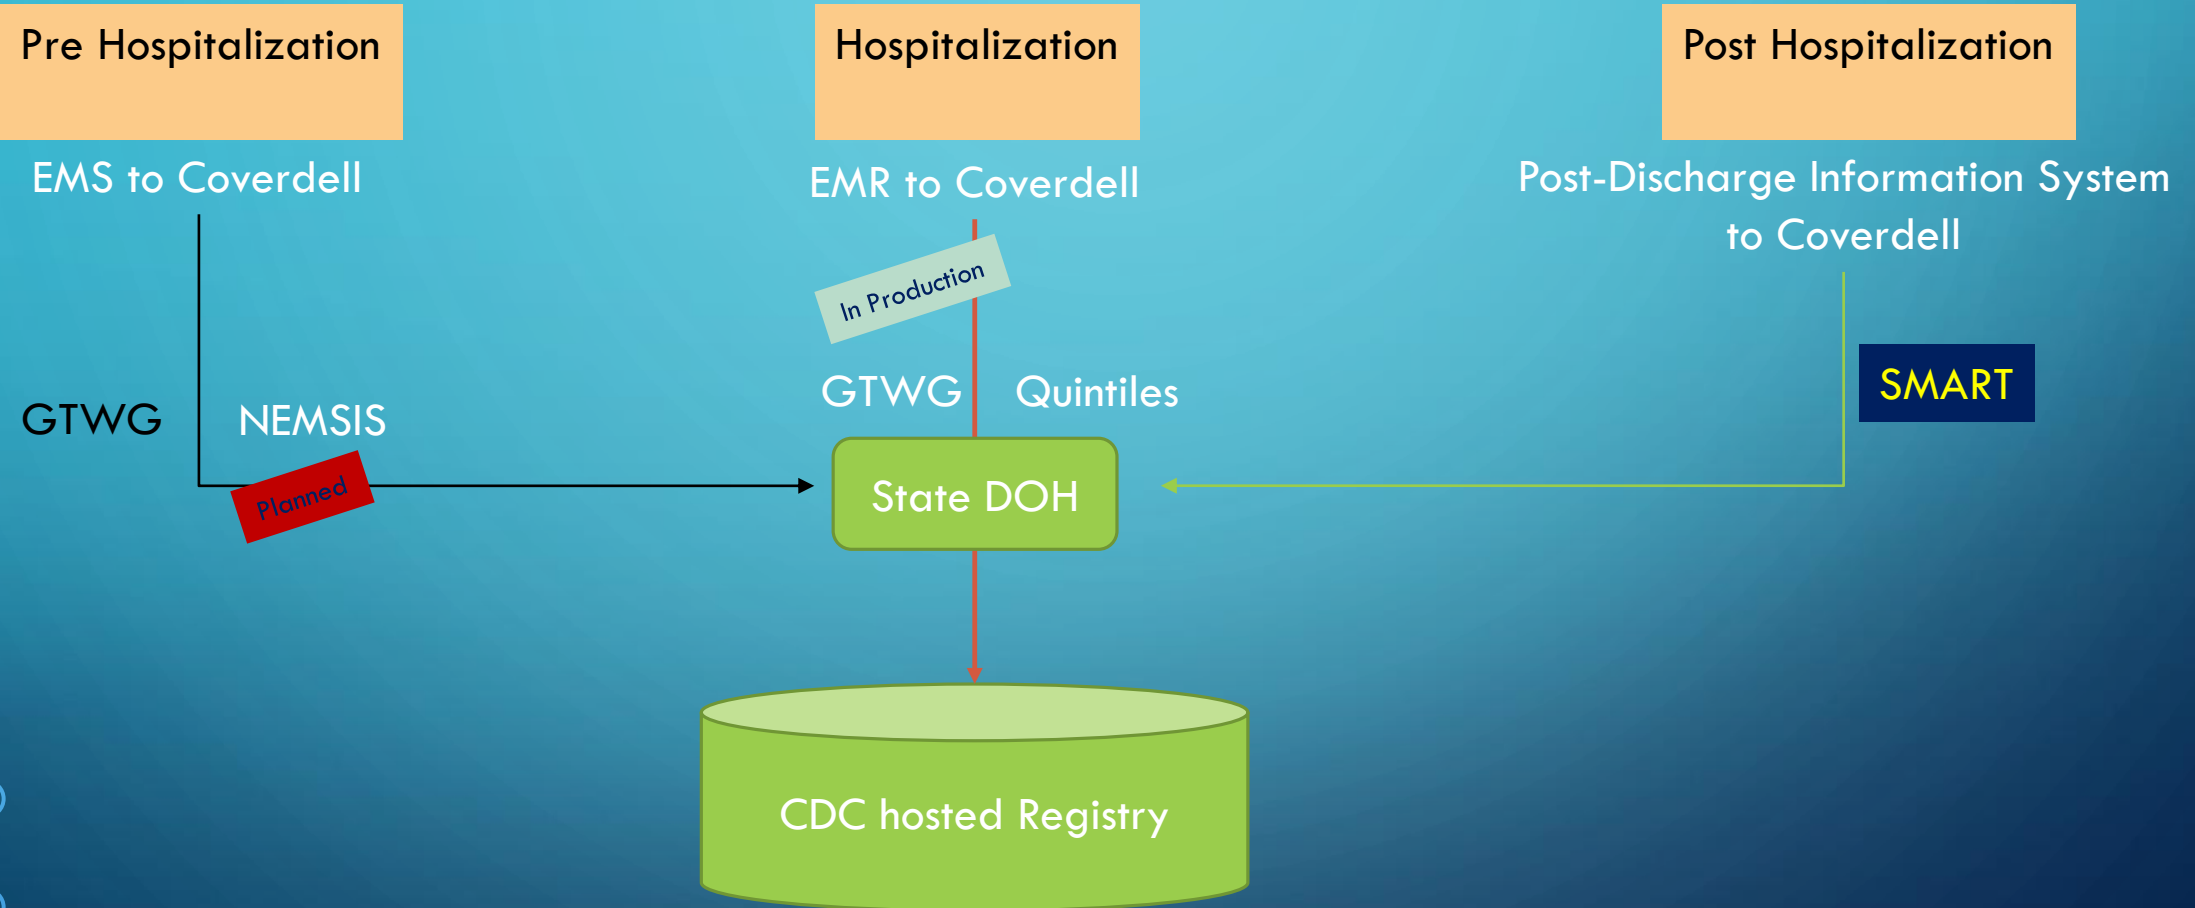 Pre Hospitalization
Hospitalization
Post Hospitalization
EMS to Coverdell
EMR to Coverdell
Post-Discharge Information System
to Coverdell
In Production
GTWG
NEMSIS
GTWG
Quintiles
SMART
Planned
State DOH
CDC hosted Registry